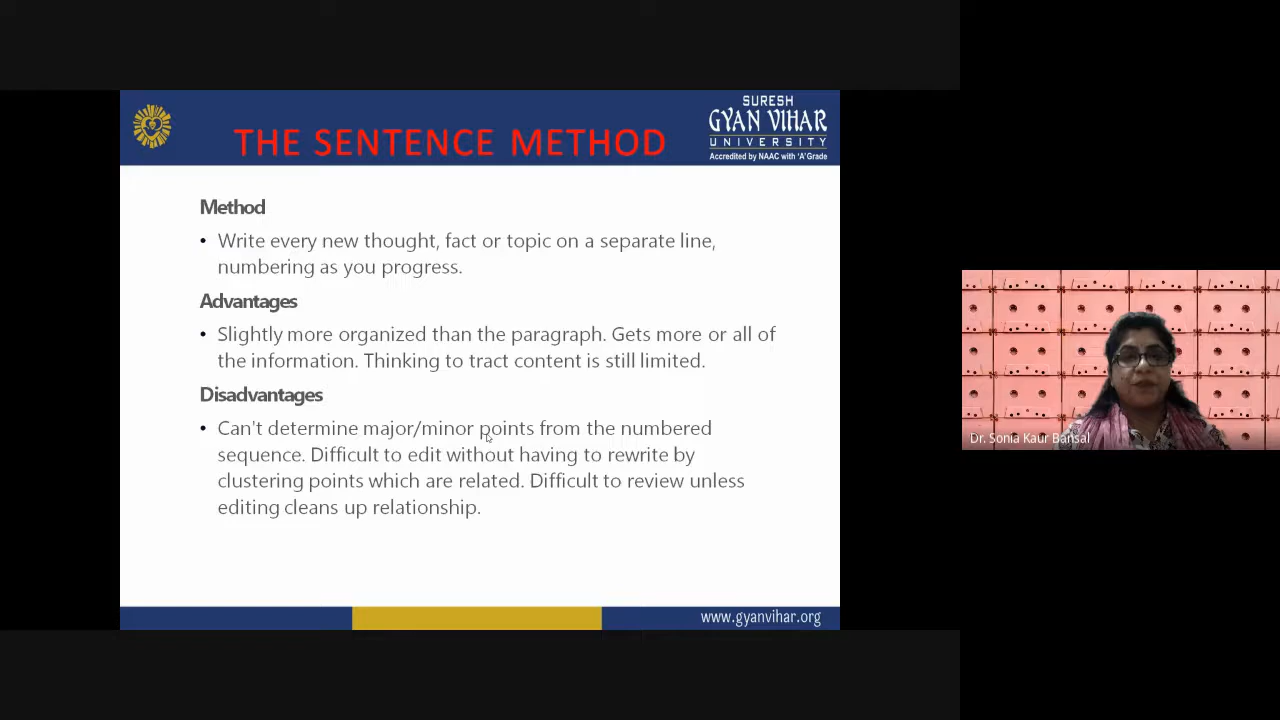 THE SENTENCE METHOD
SURESH
GYAN VIHAR
UNIVERSITY
Accredited by NAAC with 'A' Grade
Method
• Write every new thought, fact or topic on a separate line,
numbering as you progress.
Advantages
• Slightly more organized than the paragraph. Gets more or all of
the information. Thinking to tract content is still limited.
Disadvantages
• Can't determine major/minor points from the numbered
sequence. Difficult to edit without having to rewrite by
clustering points which are related. Difficult to review unless
editing cleans up relationship.
www.gyanvihar.org
Dr. Sonia Kaur Bansal